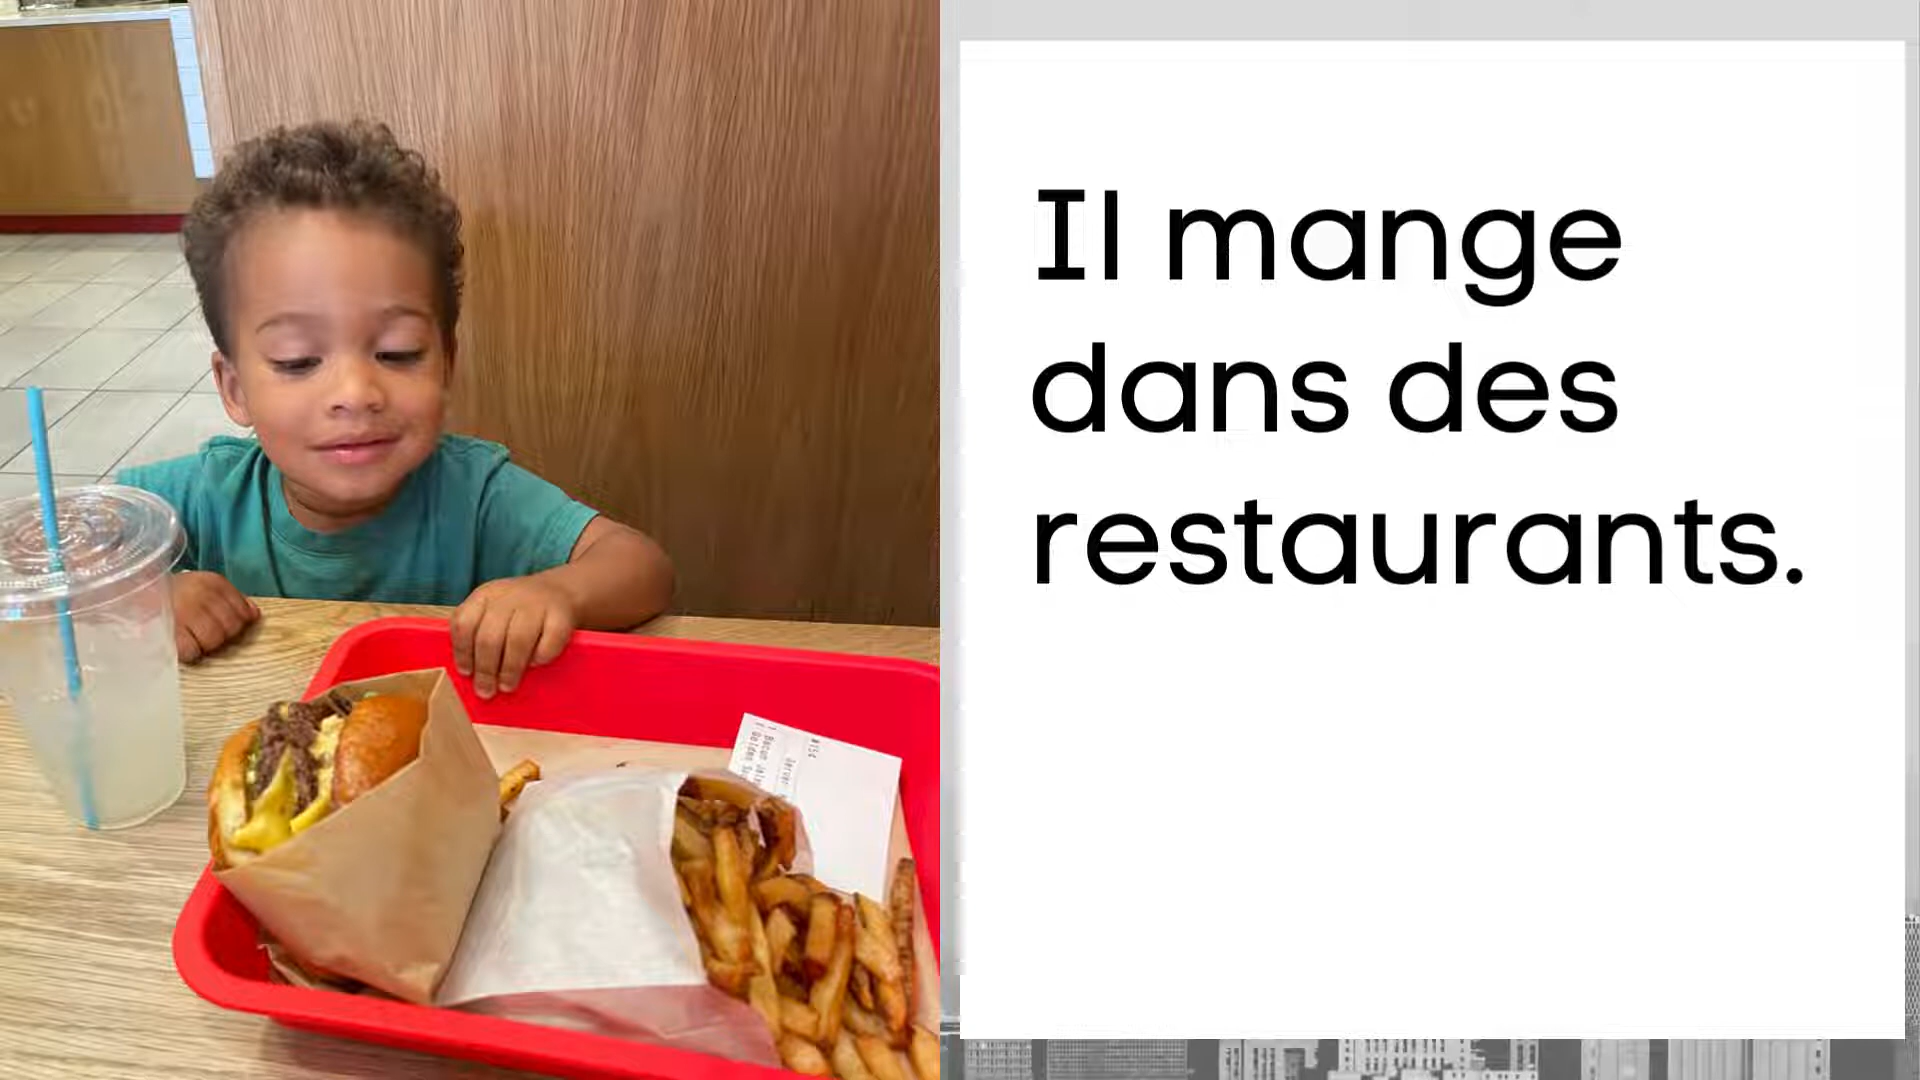 Il mange
dans des
restaurants.